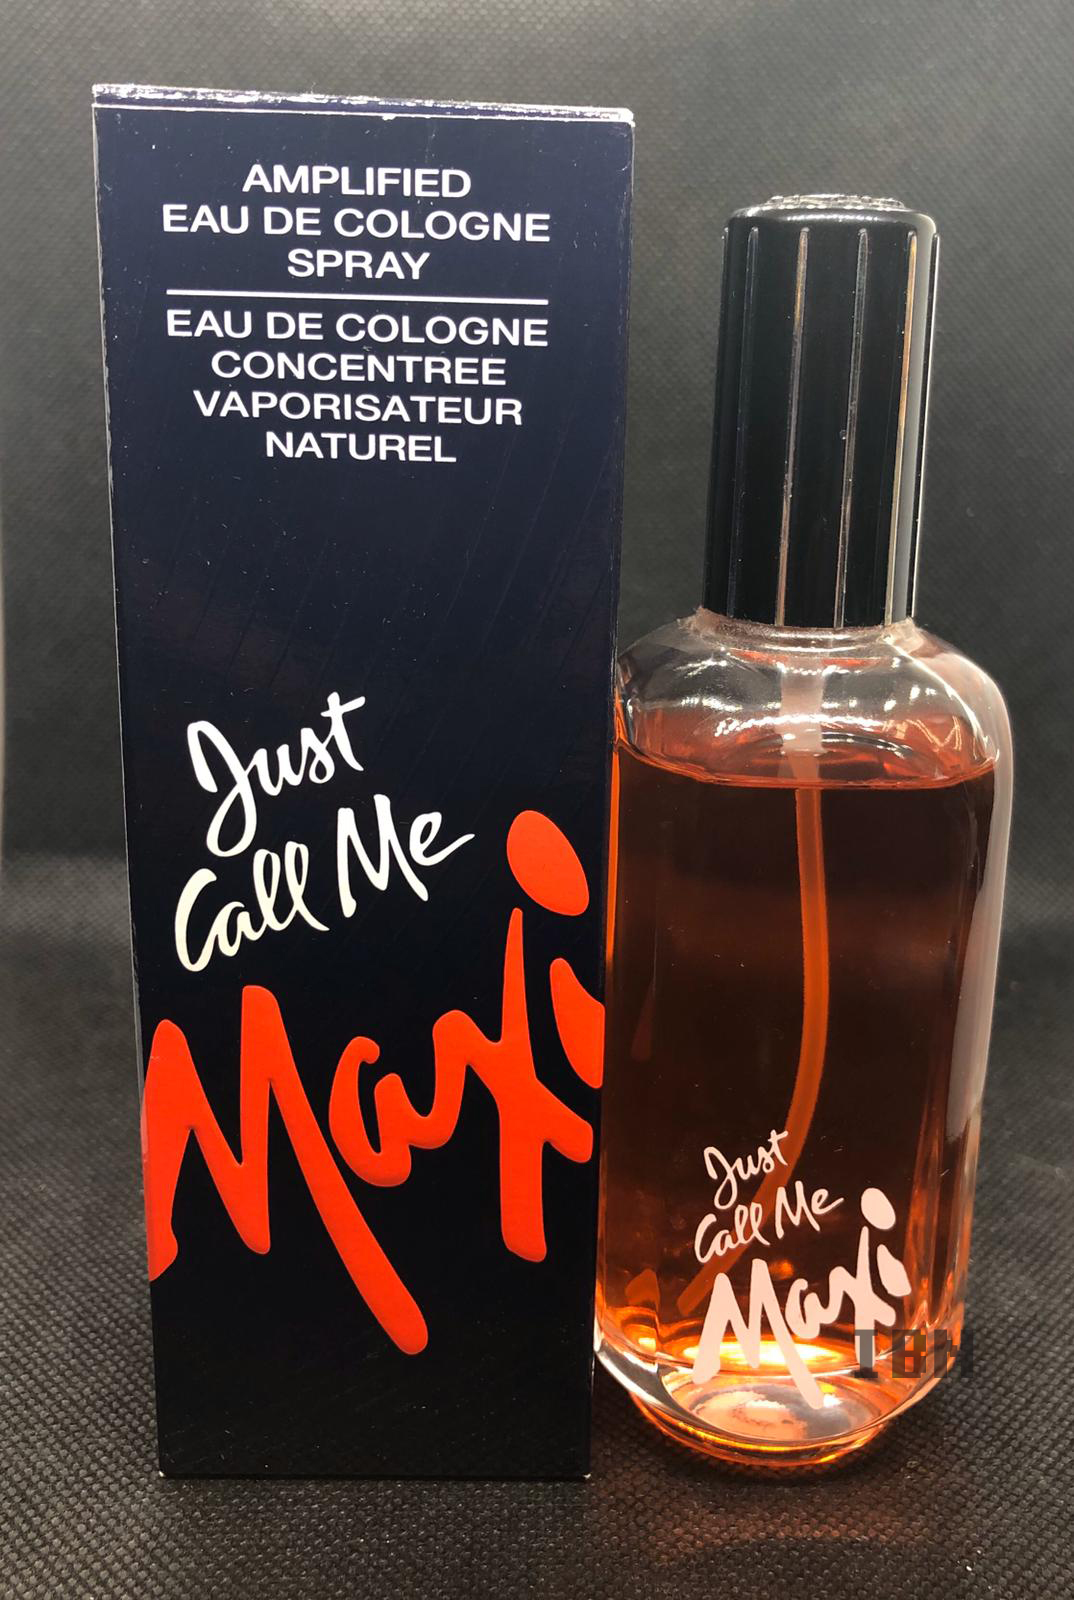 AMPLIFIED
EAU DE COLOGNE
SPRAY
EAU DE COLOGNE
CONCENTREE
VAPORISATEUR
NATUREL
Just
Call Me
Maxi
Just
Call Me
Maxi
IBM